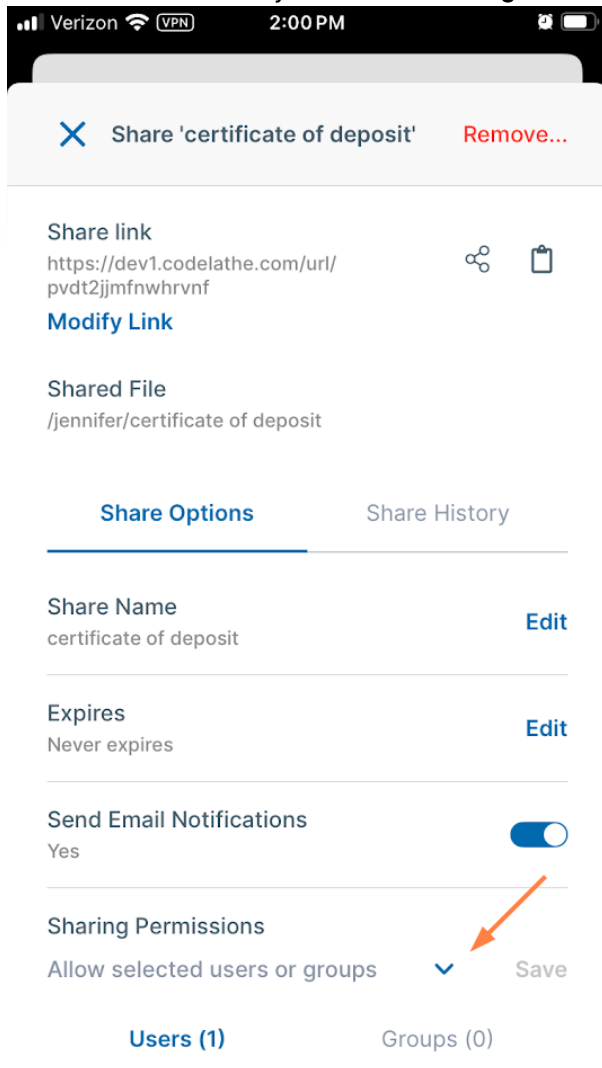 Verizon VPN 2:00 PM
Share 'certificate of deposit' Remove...
Share link
https://dev1.codelathe.com/url/
pvdt2jjmfnwhrvnf
Modify Link
Shared File
/jennifer/certificate of deposit
Share Options Share History
Share Name
certificate of deposit
Edit
Expires
Never expires
Edit
Send Email Notifications
Yes
Sharing Permissions
Allow selected users or groups Save
Users (1) Groups (0)